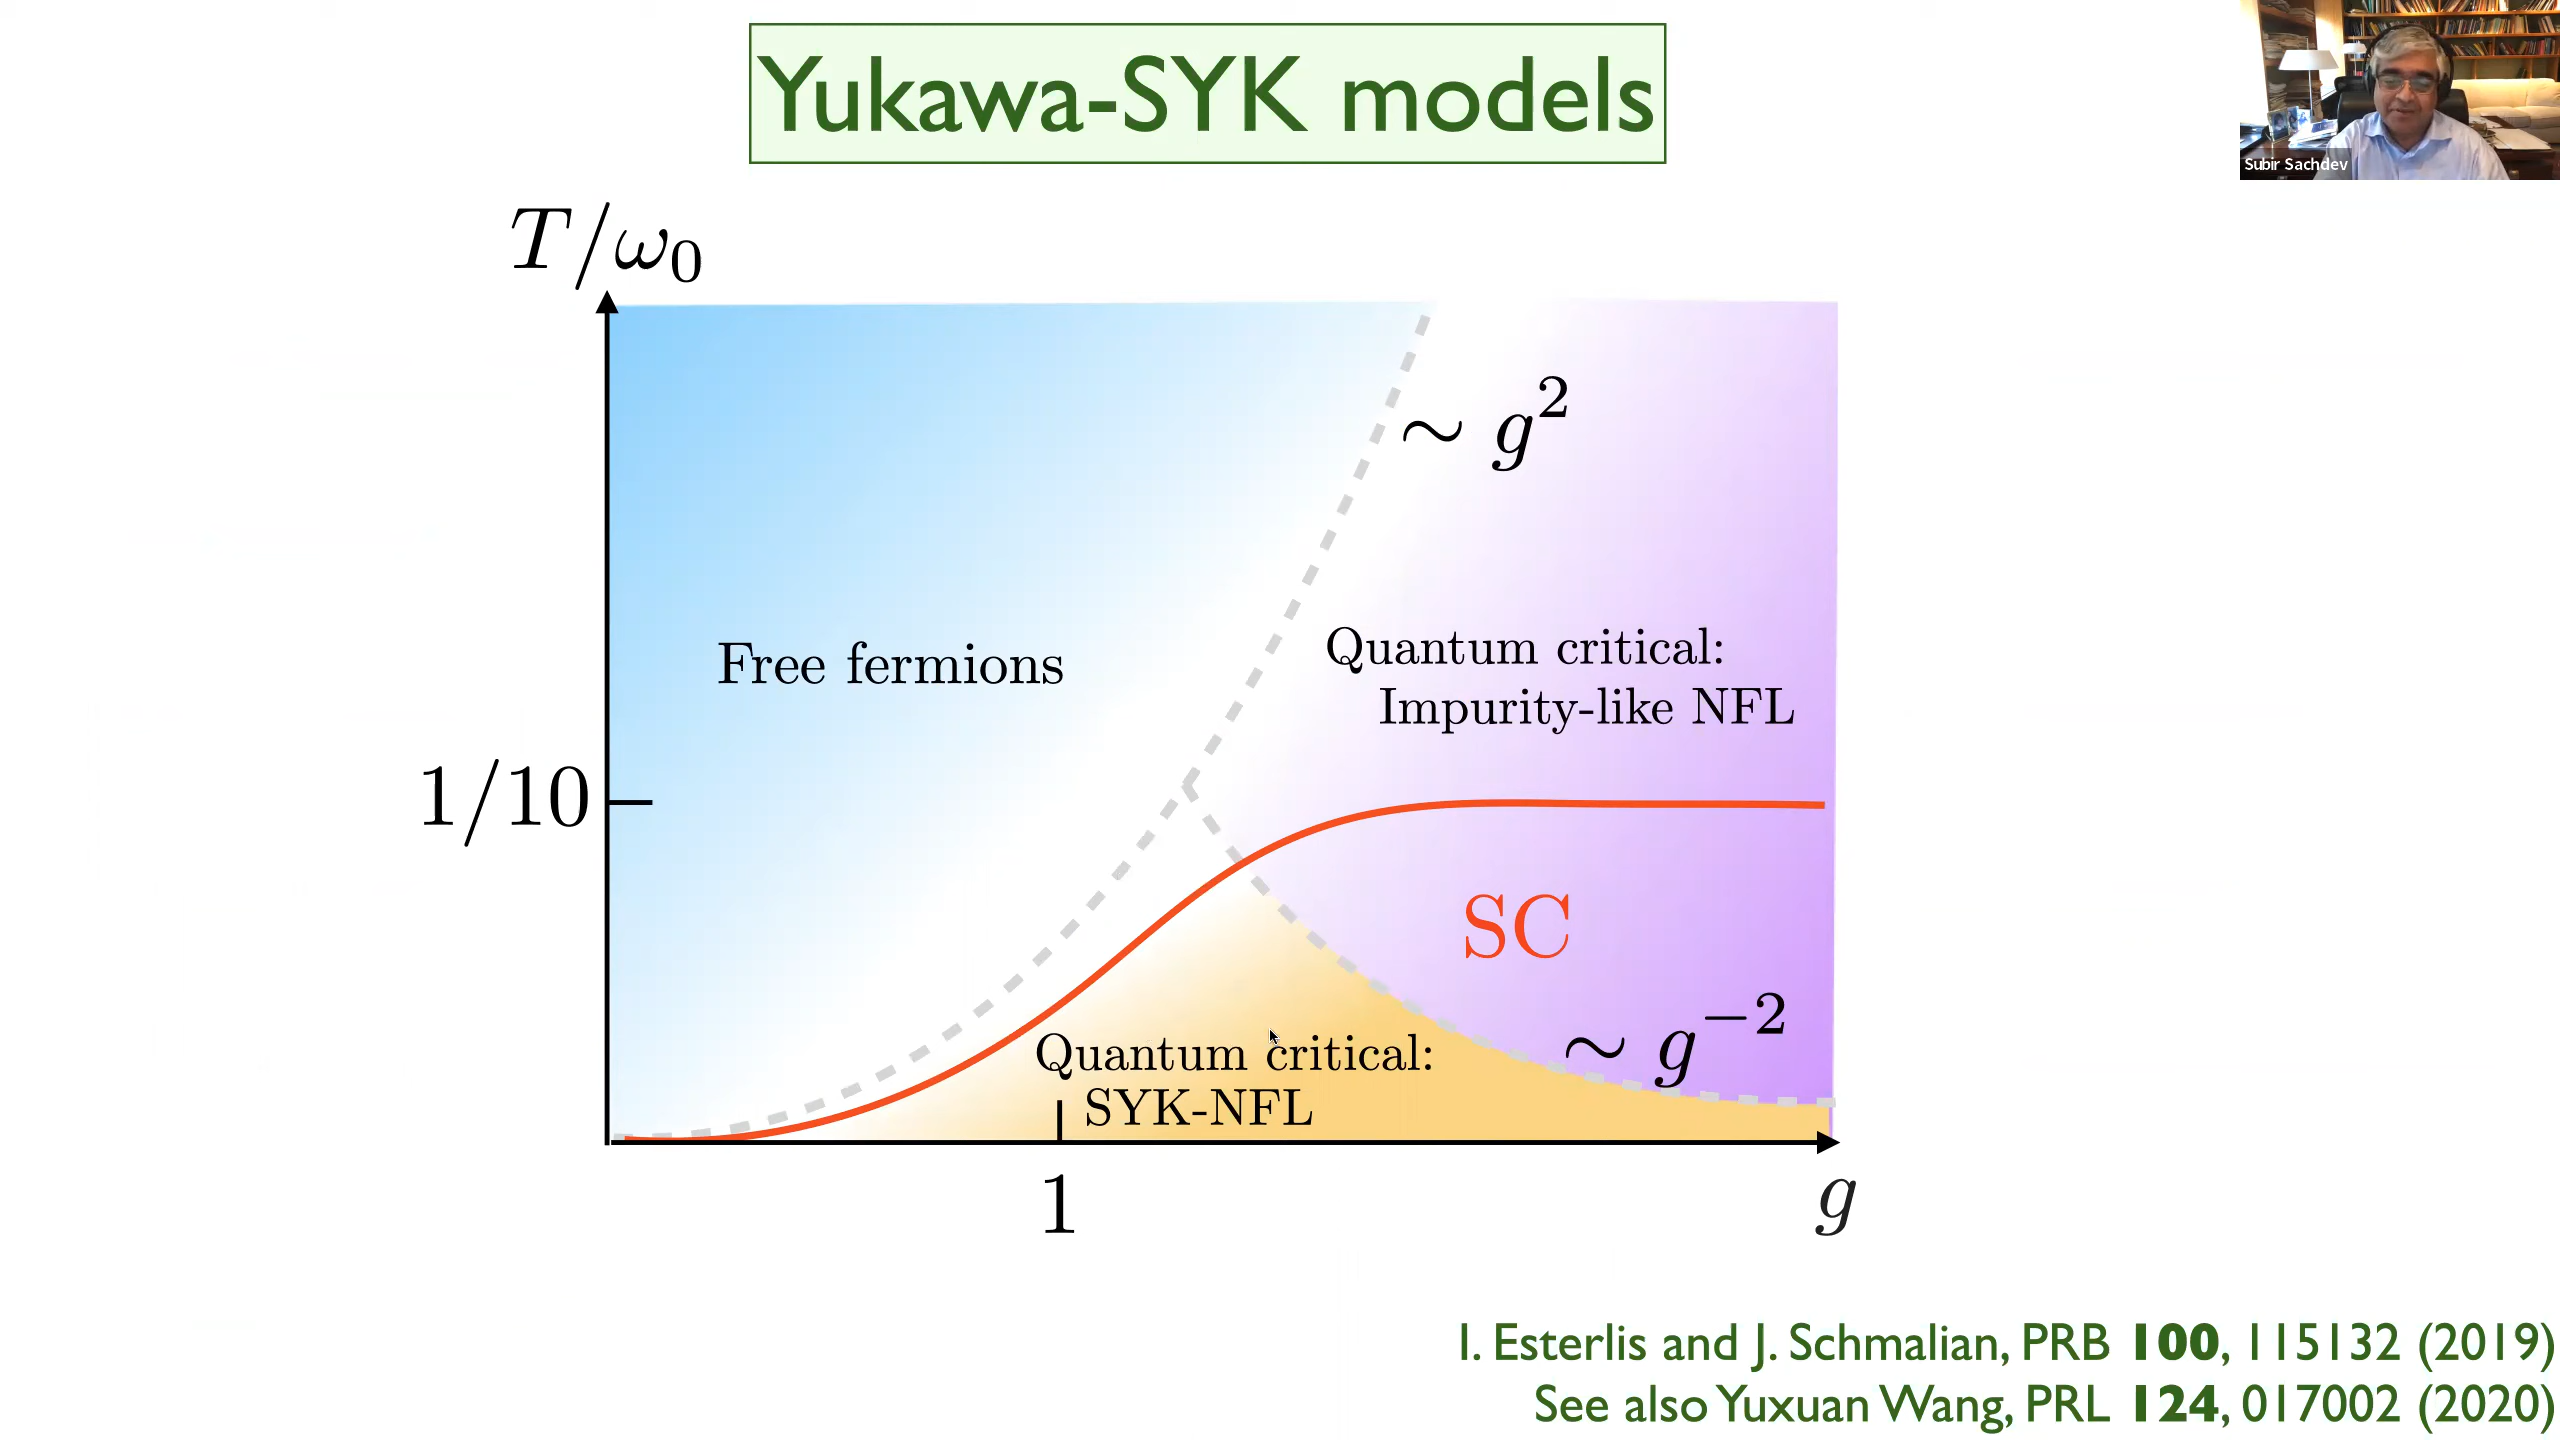 Yukawa-SYK models
Subir Sachdev
T/ω₀
~ g²
Free fermions
Quantum critical:
Impurity-like NFL
1/10
SC
~ g⁻²
Quantum critical:
SYK-NFL
1
g
I. Esterlis and J. Schmalian, PRB 100, 115132 (2019)
See also Yuxuan Wang, PRL 124, 017002 (2020)